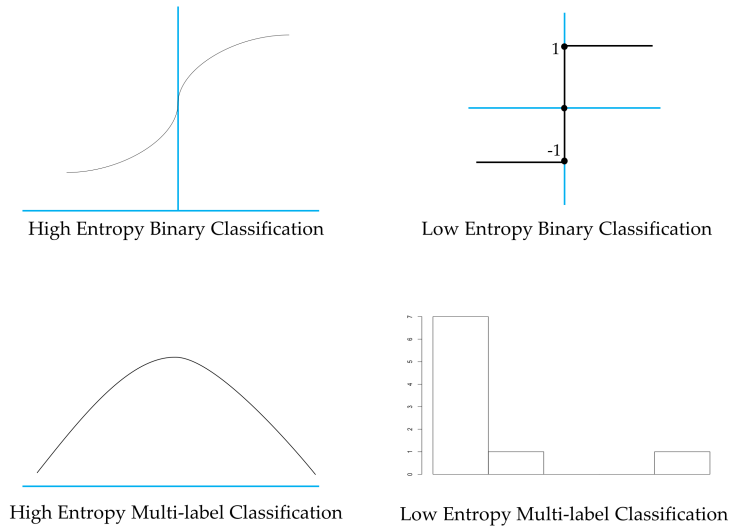 1
-1
High Entropy Binary Classification
Low Entropy Binary Classification
7
6
5
4
3
2
1
0
High Entropy Multi-label Classification
Low Entropy Multi-label Classification